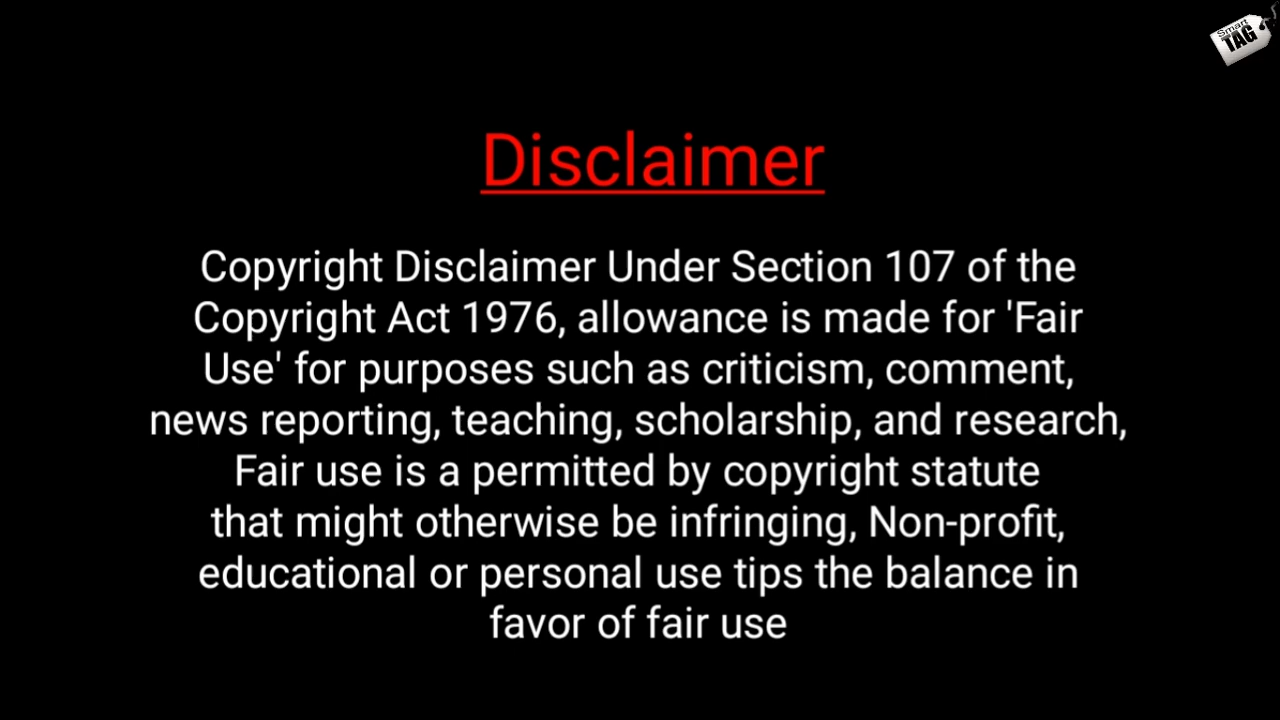 Smart
TAG
Disclaimer
Copyright Disclaimer Under Section 107 of the
Copyright Act 1976, allowance is made for 'Fair
Use' for purposes such as criticism, comment,
news reporting, teaching, scholarship, and research,
Fair use is a permitted by copyright statute
that might otherwise be infringing, Non-profit,
educational or personal use tips the balance in
favor of fair use